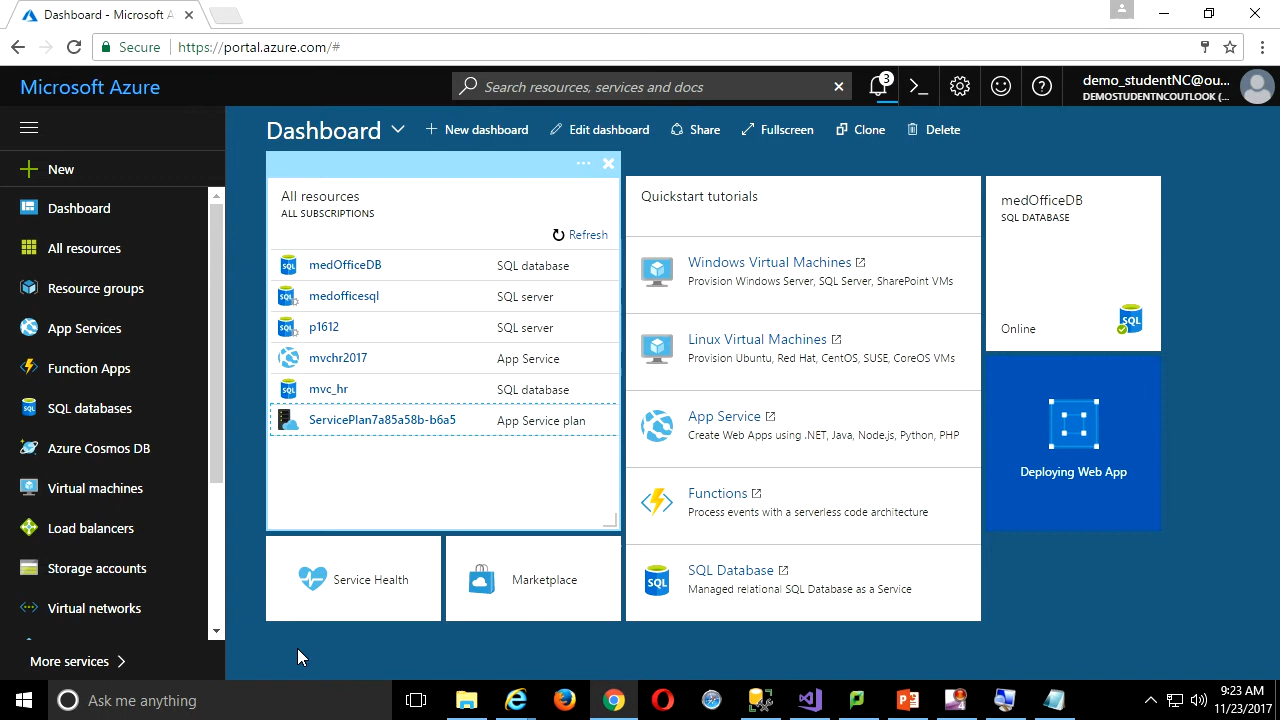 Dashboard - Microsoft A
Secure
https://portal.azure.com/#
Microsoft Azure
Search resources, services and docs
3
demo_studentNC@ou...
DEMOSTUDENTNCOUTLOOK (...
New
Dashboard
All resources
Resource groups
App Services
Function Apps
SQL databases
Azure Cosmos DB
Virtual machines
Load balancers
Storage accounts
Virtual networks
More services
Dashboard
New dashboard
Edit dashboard
Share
Fullscreen
Clone
Delete
All resources
ALL SUBSCRIPTIONS
Refresh
medOfficeDB SQL database
medofficesql SQL server
p1612 SQL server
mvchr2017 App Service
mvc_hr SQL database
ServicePlan7a85a58b-b6a5 App Service plan
Service Health
Marketplace
Quickstart tutorials
Windows Virtual Machines
Provision Windows Server, SQL Server, SharePoint VMs
Linux Virtual Machines
Provision Ubuntu, Red Hat, CentOS, SUSE, CoreOS VMs
App Service
Create Web Apps using .NET, Java, Node.js, Python, PHP
Functions
Process events with a serverless code architecture
SQL Database
Managed relational SQL Database as a Service
medOfficeDB
SQL DATABASE
Online
SQL
Deploying Web App
Ask me anything
9:23 AM
11/23/2017